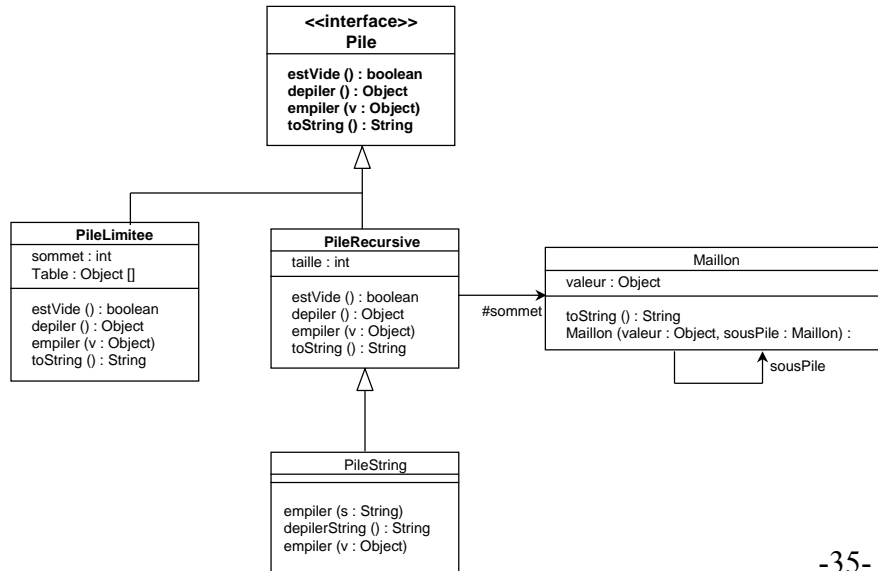 <<interface>>
Pile
estVide () : boolean
depiler () : Object
empiler (v : Object)
toString () : String
PileLimitee
sommet : int
Table : Object []
estVide () : boolean
depiler () : Object
empiler (v : Object)
toString () : String
PileRecursive
taille : int
estVide () : boolean
depiler () : Object
empiler (v : Object)
toString () : String
#sommet
Maillon
valeur : Object
toString () : String
Maillon (valeur : Object, sousPile : Maillon) :
sousPile
PileString
empiler (s : String)
depilerString () : String
empiler (v : Object)
-35-